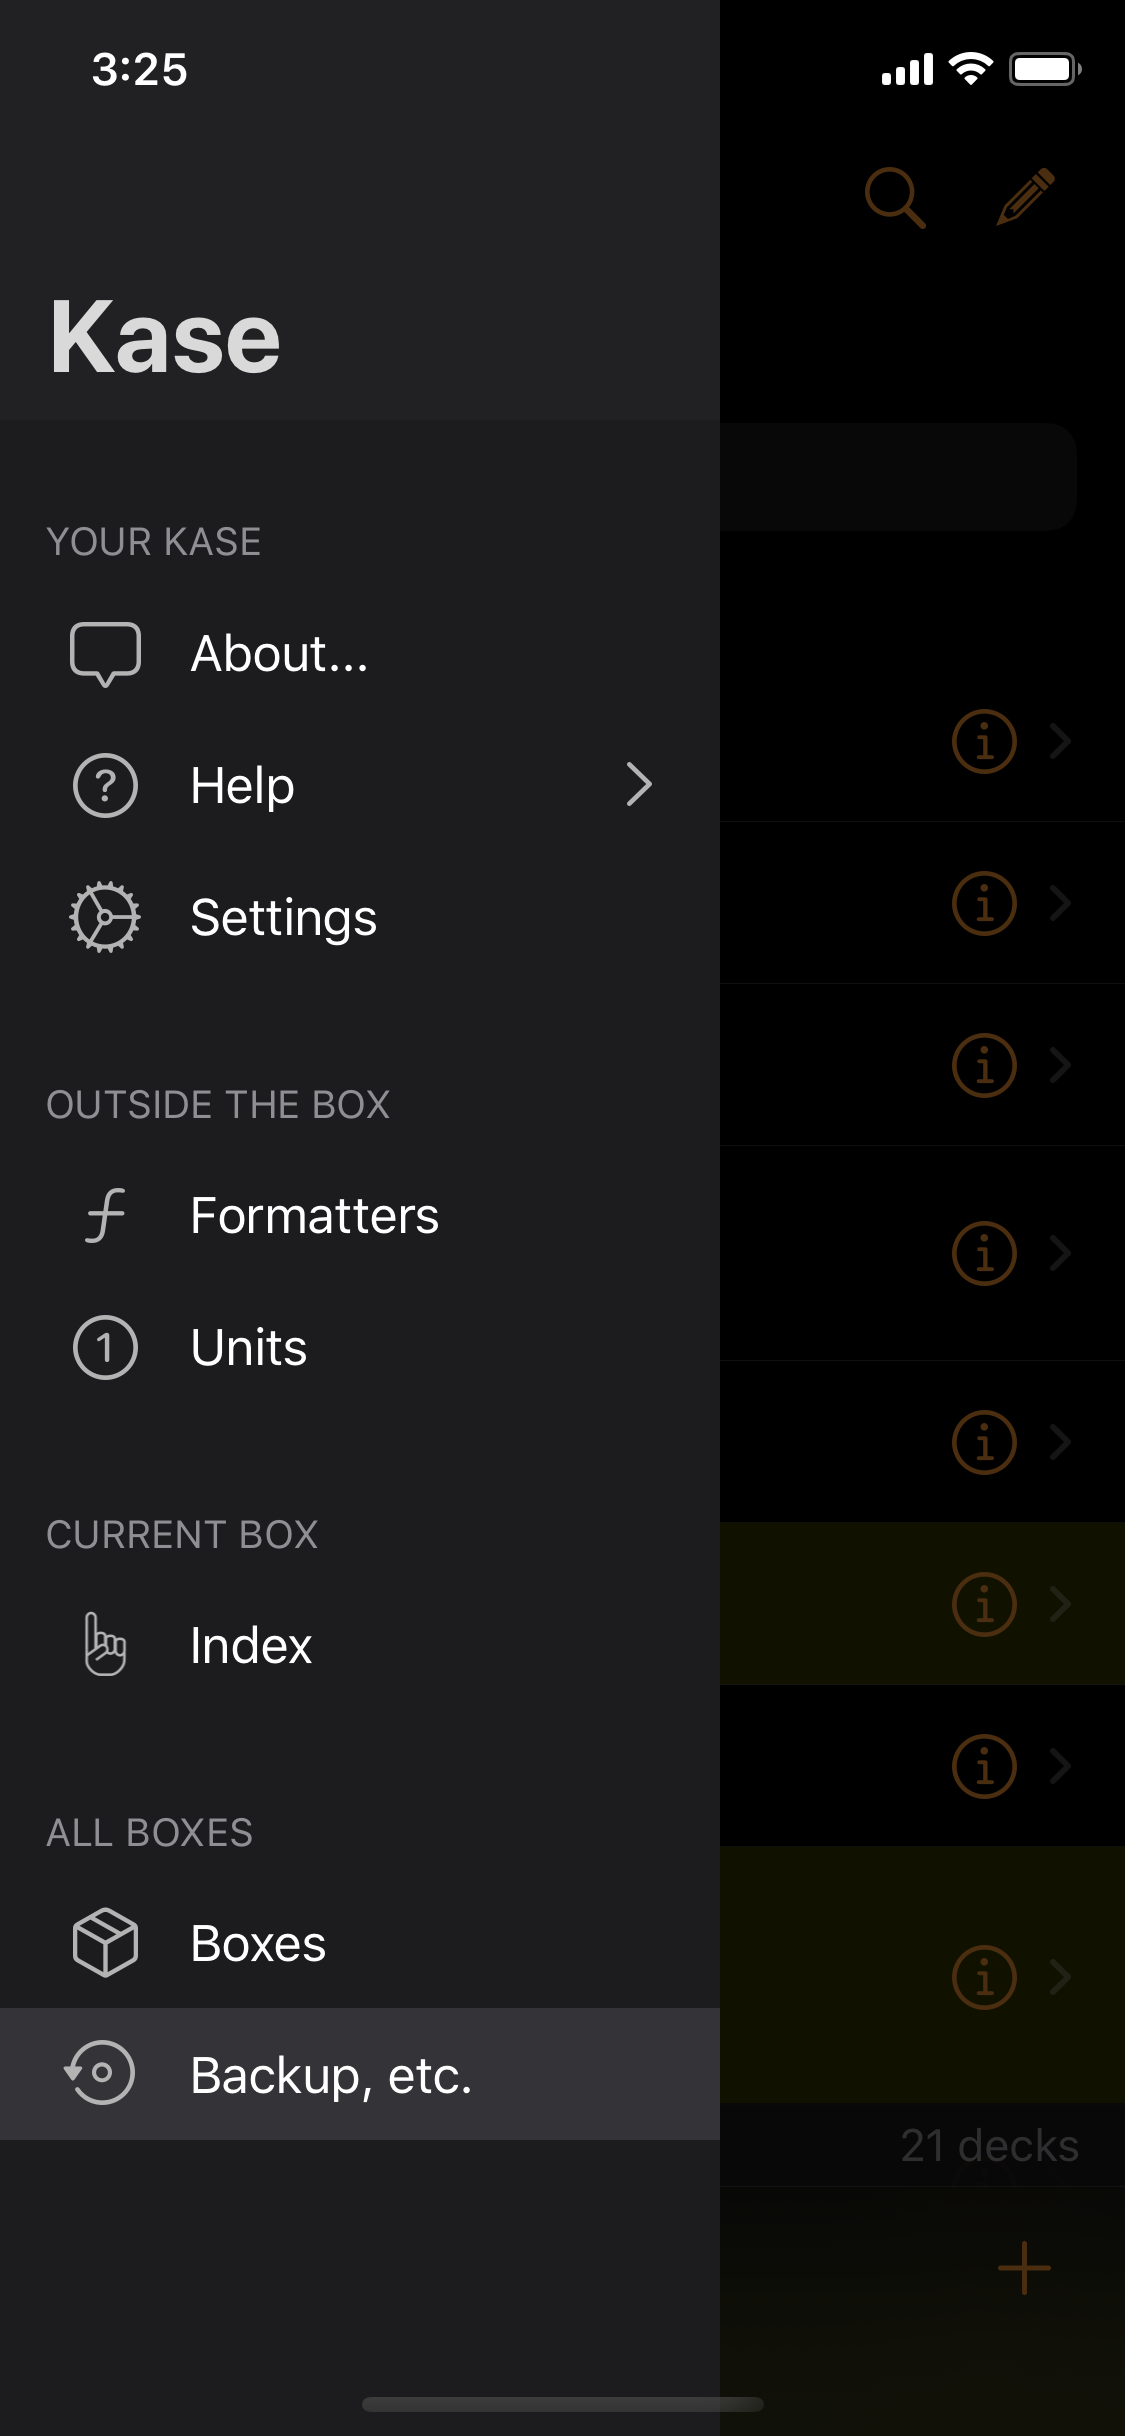 3:25
Kase
YOUR KASE
About...
Help
Settings
OUTSIDE THE BOX
Formatters
Units
CURRENT BOX
Index
ALL BOXES
Boxes
Backup, etc.
21 decks